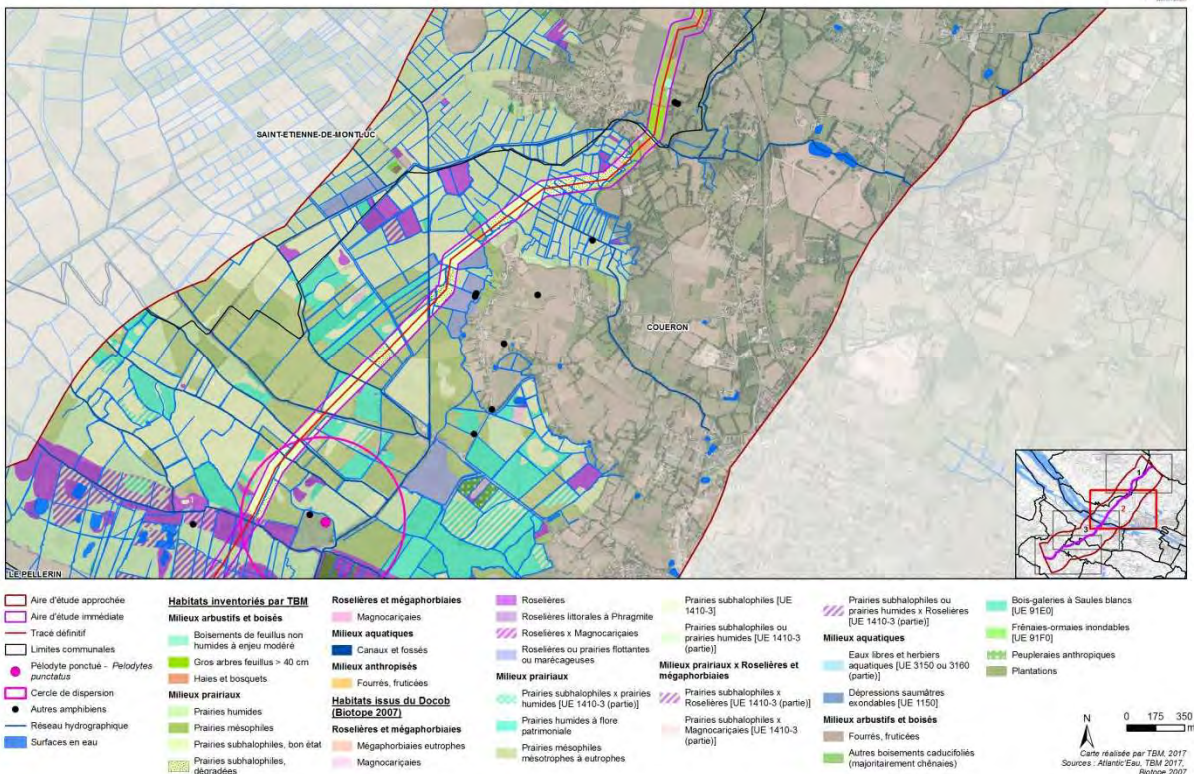 SAINT-ETIENNE-DE-MONTLUC
COUERON
LE PELLERIN
1
2
3
Aire d'étude approchée
Aire d'étude immédiate
Tracé définitif
Limites communales
Pélodyte ponctué - Pelodytes
punctatus
Cercle de dispersion
Autres amphibiens
Réseau hydrographique
Surfaces en eau
Habitats inventoriés par TBM
Milieux arbustifs et boisés
Boisements de feuillus non
humides à enjeu modéré
Gros arbres feuillus > 40 cm
Haies et bosquets
Milieux prairiaux
Prairies humides
Prairies mésophiles
Prairies subhalophiles, bon état
Prairies subhalophiles,
dégradées
Roselières et mégaphorbiaies
Magnocariçaies
Milieux aquatiques
Canaux et fossés
Milieux anthropisés
Fourrés, fruticées
Habitats issus du Docob
(Biotope 2007)
Roselières et mégaphorbiaies
Mégaphorbiaies eutrophes
Magnocariçaies
Roselières
Roselières littorales à Phragmite
Roselières x Magnocariçaies
Roselières ou prairies flottantes
ou marécageuses
Milieux prairiaux
Prairies subhalophiles x prairies
humides [UE 1410-3 (partie)]
Prairies humides à flore
patrimoniale
Prairies mésophiles
mésotrophes à eutrophes
Prairies subhalophiles [UE
1410-3]
Prairies subhalophiles ou
prairies humides [UE 1410-3
(partie)]
Milieux prairiaux x Roselières et
mégaphorbiaies
Prairies subhalophiles x
Roselières [UE 1410-3 (partie)]
Prairies subhalophiles x
Magnocariçaies [UE 1410-3
(partie)]
Prairies subhalophiles ou
prairies humides x Roselières
[UE 1410-3 (partie)]
Milieux aquatiques
Eaux libres et herbiers
aquatiques [UE 3150 ou 3160
(partie)]
Dépressions saumâtres
exondables [UE 1150]
Milieux arbustifs et boisés
Fourrés, fruticées
Autres boisements caducifoliés
(majoritairement chênaies)
Bois-galeries à Saules blancs
[UE 91E0]
Frênaies-ormaies inondables
[UE 91F0]
Peupleraies anthropiques
Plantations
N
0 175 350
m
Carte réalisée par TBM, 2017
Sources : Atlantic'Eau, TBM 2017,
Biotope 2007